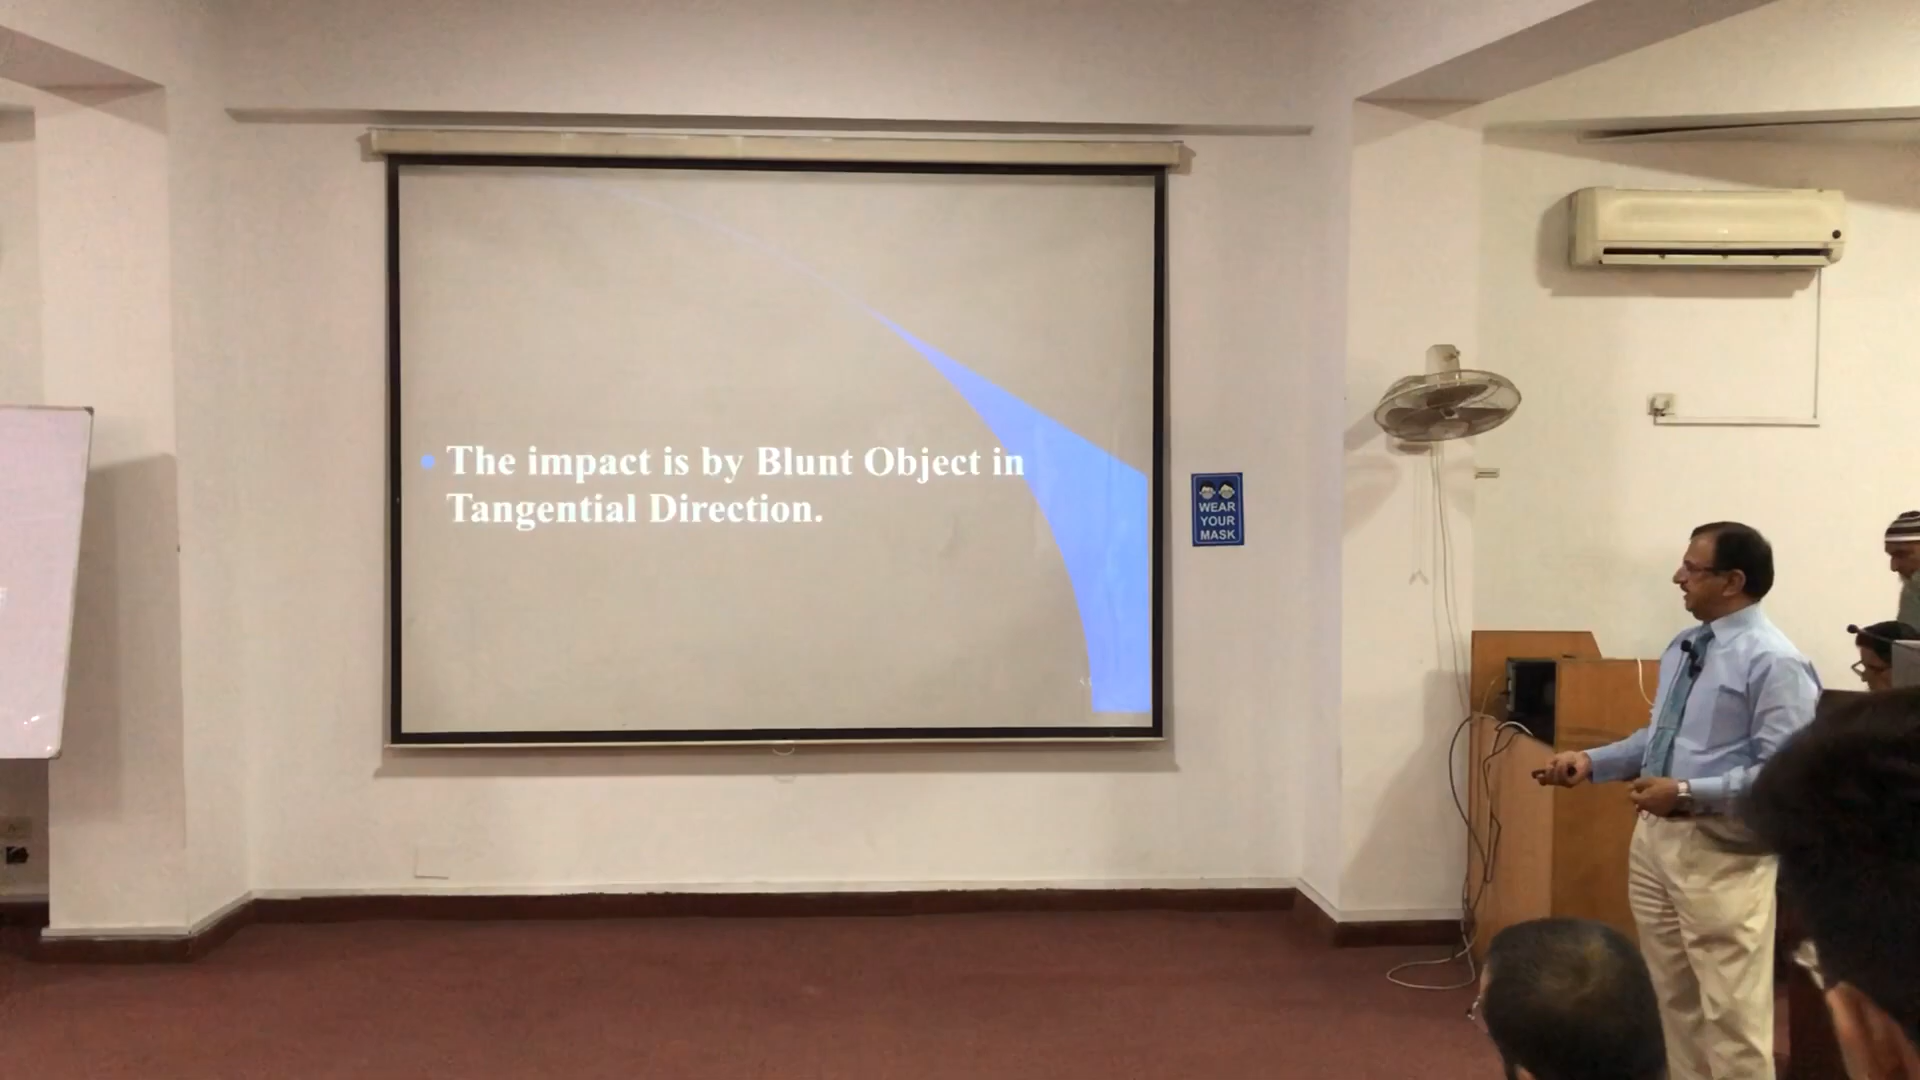 The impact is by Blunt Object in
Tangential Direction.
WEAR
YOUR
MASK